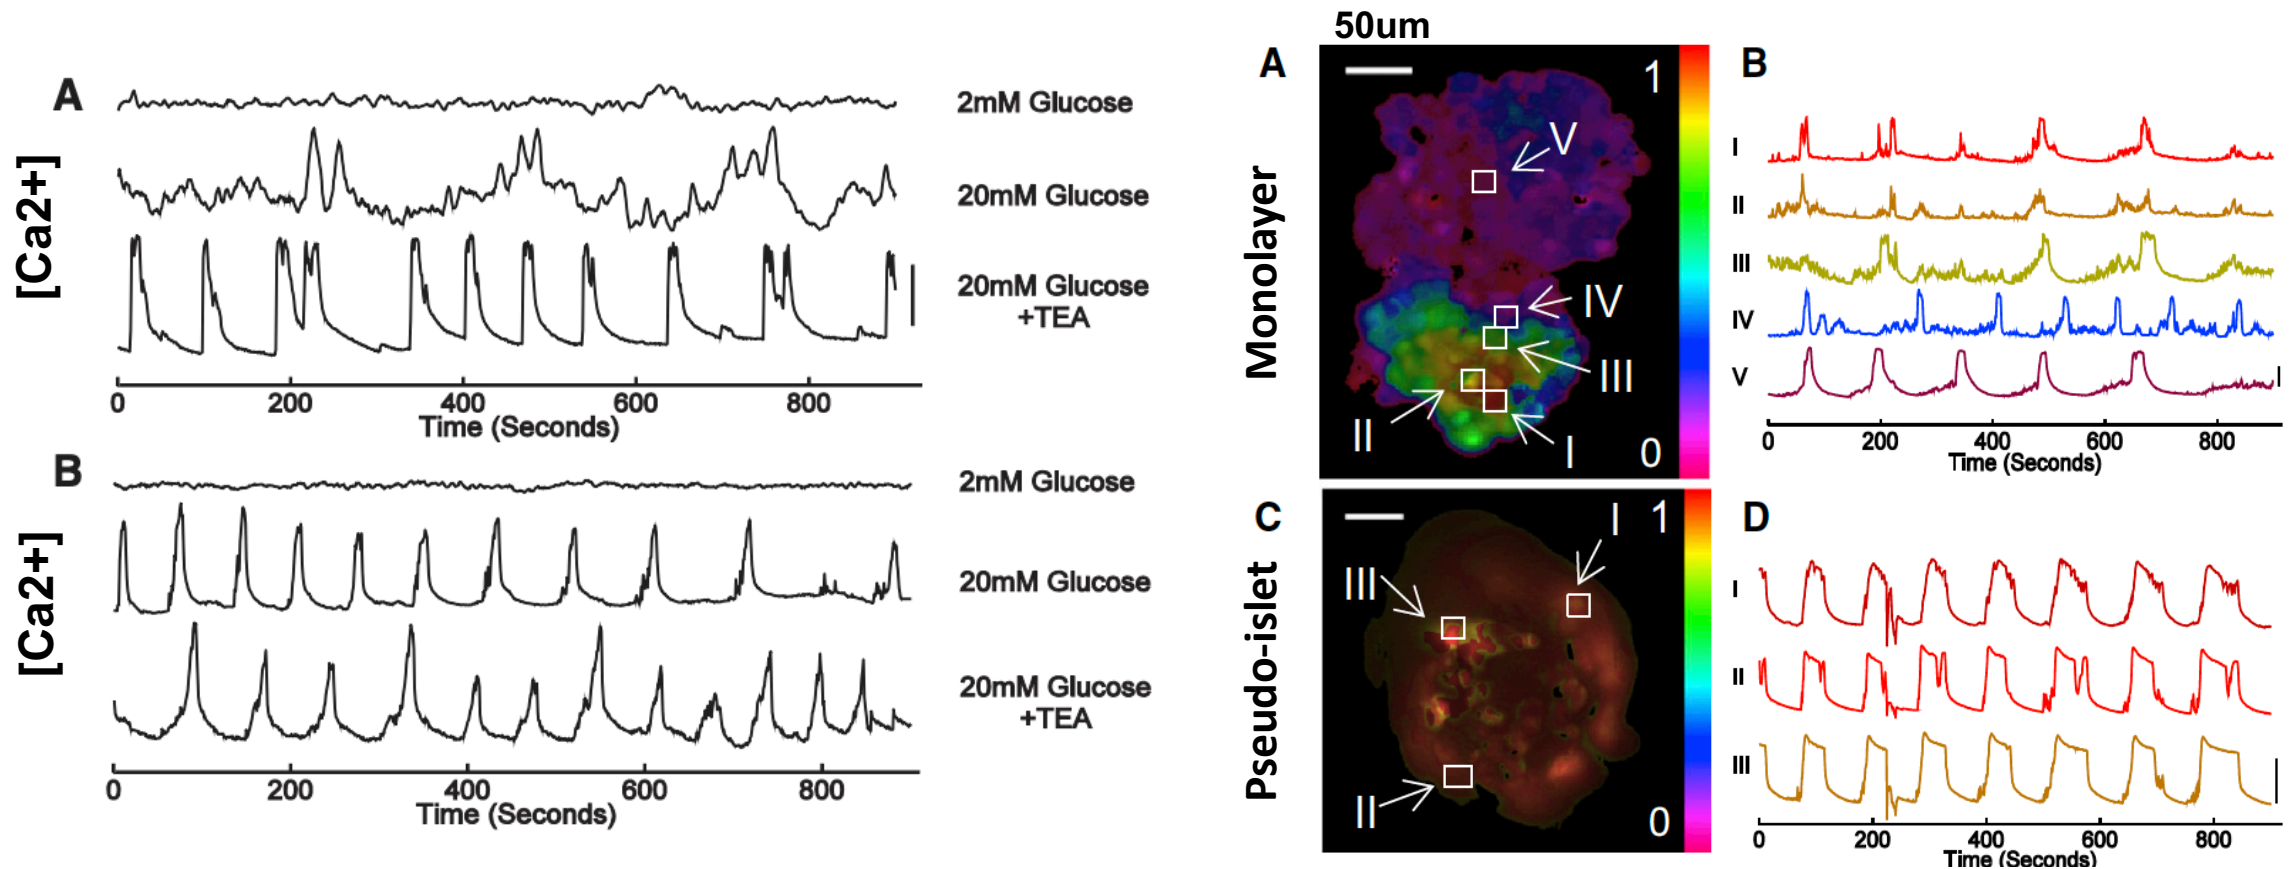 A
[Ca2+]
2mM Glucose
20mM Glucose
20mM Glucose
+TEA
0 200 400 600 800
Time (Seconds)
B
[Ca2+]
2mM Glucose
20mM Glucose
20mM Glucose
+TEA
0 200 400 600 800
Time (Seconds)
50um
A
Monolayer
1
V
IV
III
II
I
0
B
I
II
III
IV
V
0 200 400 600 800
Time (Seconds)
C
Pseudo-islet
I
1
III
II
0
D
I
II
III
0 200 400 600 800
Time (Seconds)